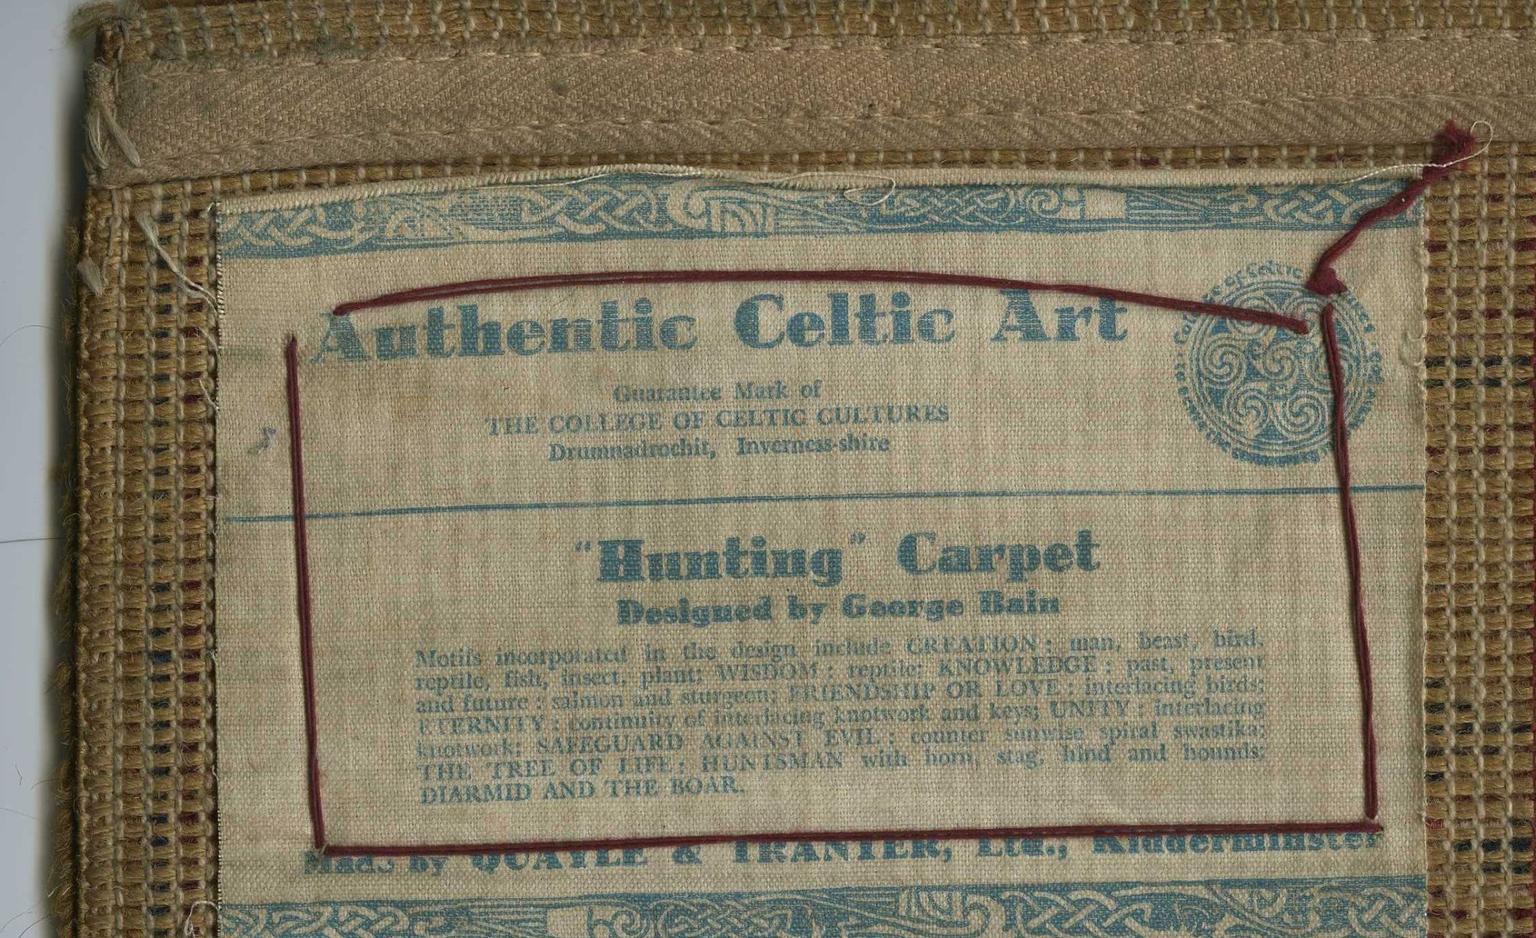 Authentic Celtic Art
Guarantee Mark of
THE COLLEGE OF CELTIC CULTURES
Drumnadrochit, Inverness-shire
"Hunting" Carpet
Designed by George Bain
Motifs incorporated in the design include CREATION : man, beast, bird,
reptile, fish, insect, plant; WISDOM : reptile; KNOWLEDGE : past, present
and future : salmon and sturgeon; FRIENDSHIP OR LOVE : interlacing birds;
ETERNITY : continuity of interlacing knotwork and keys; UNITY : interlacing
knotwork; SAFEGUARD AGAINST EVIL : counter sunwise spiral swastika;
THE TREE OF LIFE : HUNTSMAN with horn, stag, hind and hounds;
DIARMID AND THE BOAR.
Made by QUAYLE & TRANTER, Ltd., Kidderminster